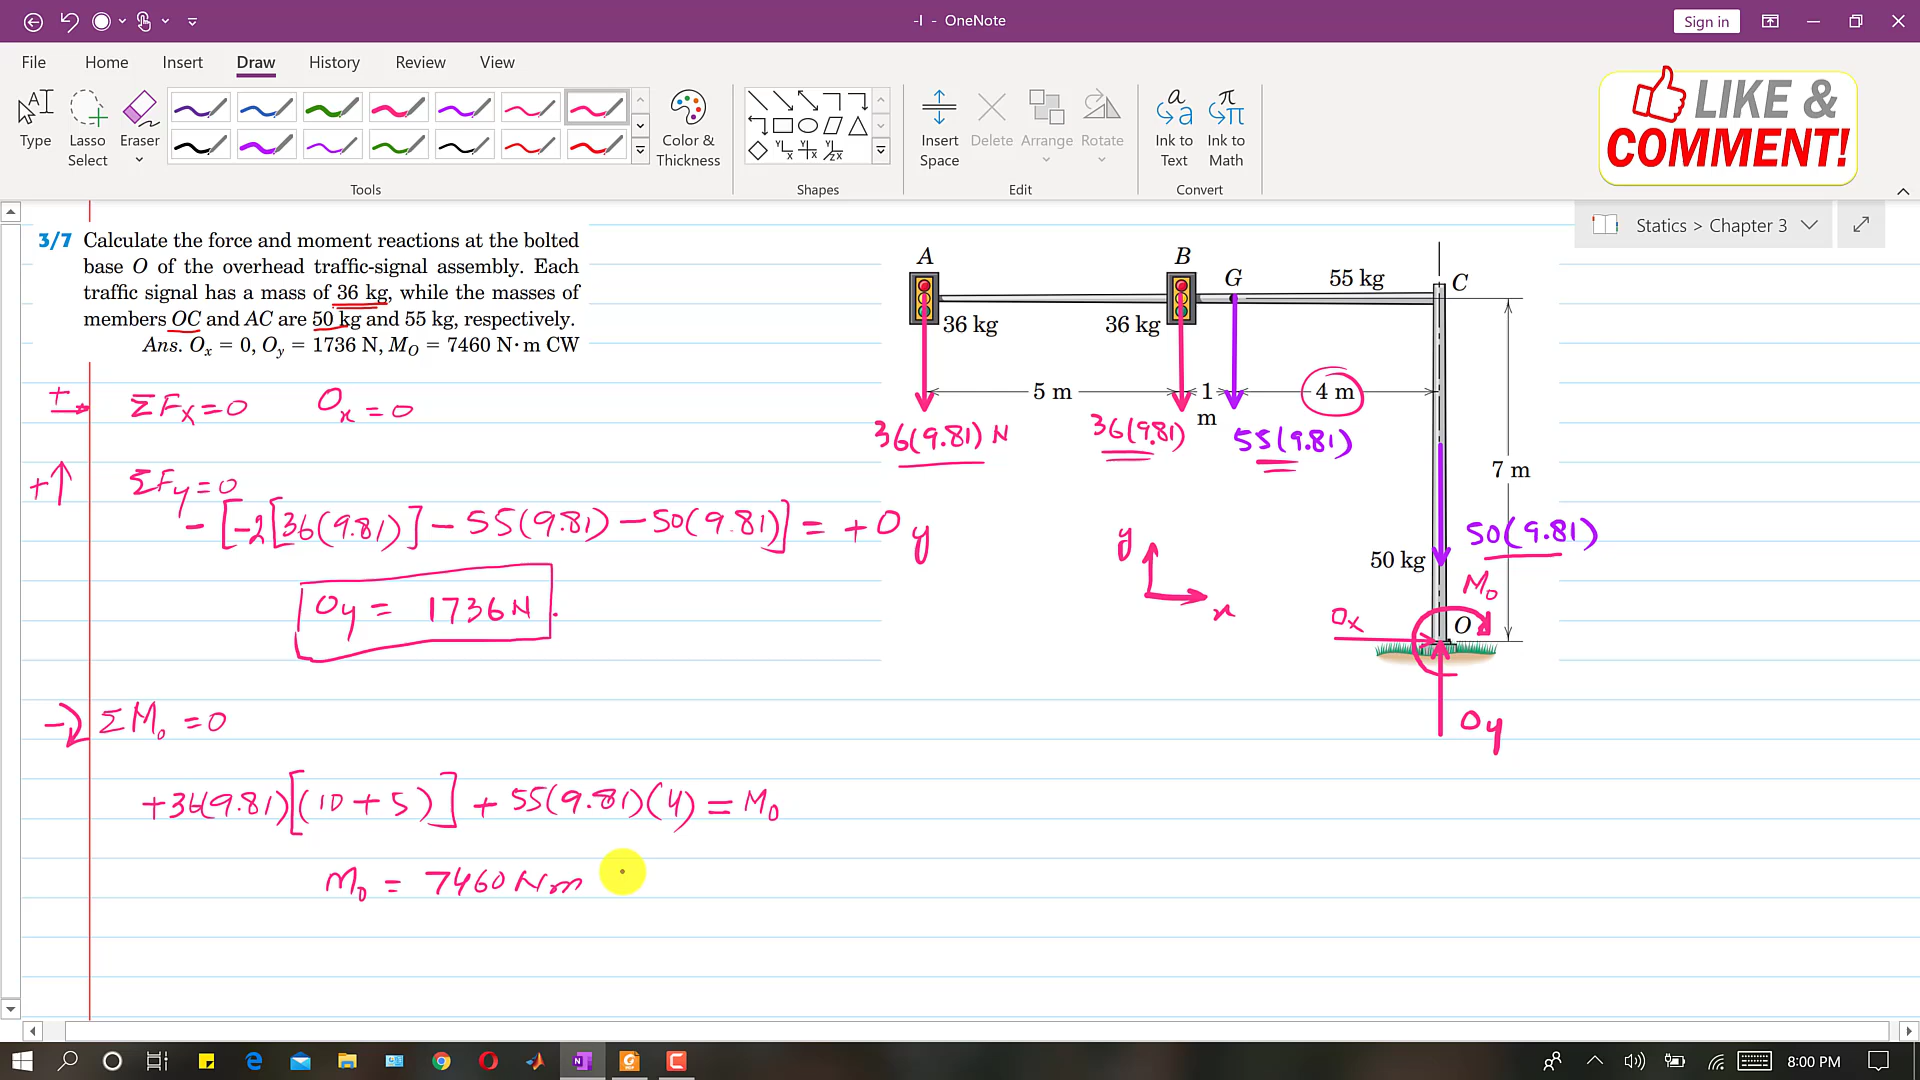 -I - OneNote
Sign in
File Home Insert Draw History Review View
Type
Lasso Select
Eraser
Color & Thickness
Insert Space
Delete
Arrange
Rotate
Ink to Text
Ink to Math
Tools
Shapes
Edit
Convert
LIKE &
COMMENT!
Statics > Chapter 3
3/7 Calculate the force and moment reactions at the bolted
base O of the overhead traffic-signal assembly. Each
traffic signal has a mass of 36 kg, while the masses of
members OC and AC are 50 kg and 55 kg, respectively.
Ans. Ox = 0, Oy = 1736 N, MO = 7460 N·m CW
A
B
G
55 kg
C
36 kg
36 kg
5 m
1 m
4 m
36(9.81) N
36(9.81)
55(9.81)
7 m
50(9.81)
50 kg
Mo
Ox
O
Oy
y
x
+ ΣFx=0 Ox=0
+↑ ΣFy=0
-[-2[36(9.81)] - 55(9.81) - 50(9.81)] = +Oy
Oy = 1736 N.
ΣMo = 0
+36(9.81)[(10+5)] + 55(9.81)(4) = Mo
Mo = 7460 Nm
8:00 PM